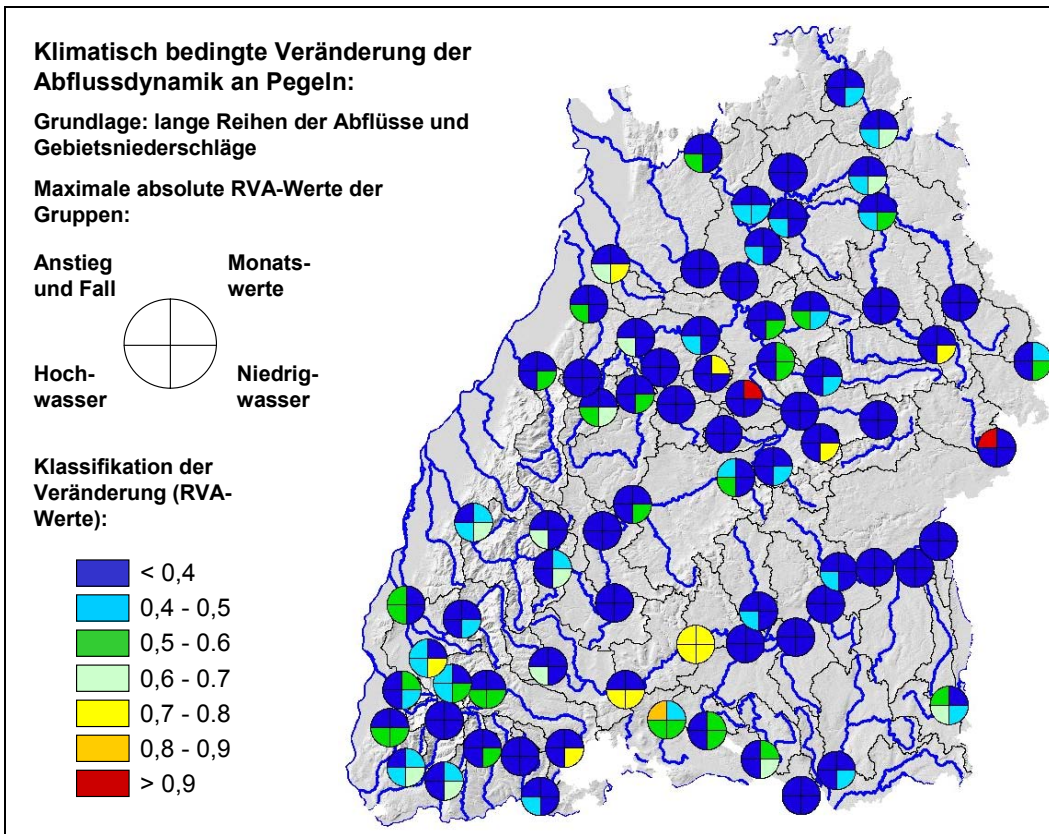 Klimatisch bedingte Veränderung der
Abflussdynamik an Pegeln:
Grundlage: lange Reihen der Abflüsse und
Gebietsniederschläge
Maximale absolute RVA-Werte der
Gruppen:
Anstieg
und Fall
Monats-
werte
Hoch-
wasser
Niedrig-
wasser
Klassifikation der
Veränderung (RVA-
Werte):
< 0,4
0,4 - 0,5
0,5 - 0.6
0,6 - 0.7
0,7 - 0.8
0,8 - 0,9
> 0,9